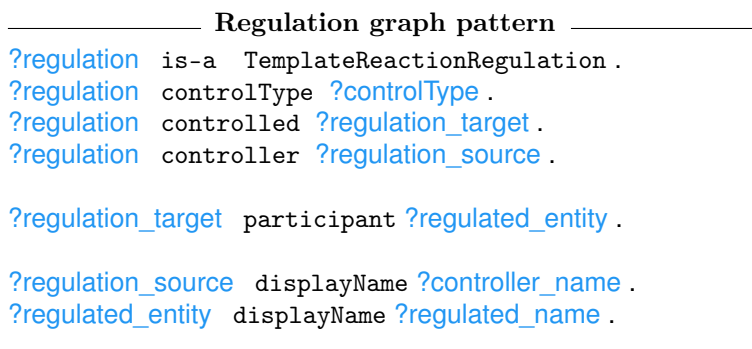 Regulation graph pattern
?regulation is-a TemplateReactionRegulation .
?regulation controlType ?controlType .
?regulation controlled ?regulation_target .
?regulation controller ?regulation_source .
?regulation_target participant ?regulated_entity .
?regulation_source displayName ?controller_name .
?regulated_entity displayName ?regulated_name .